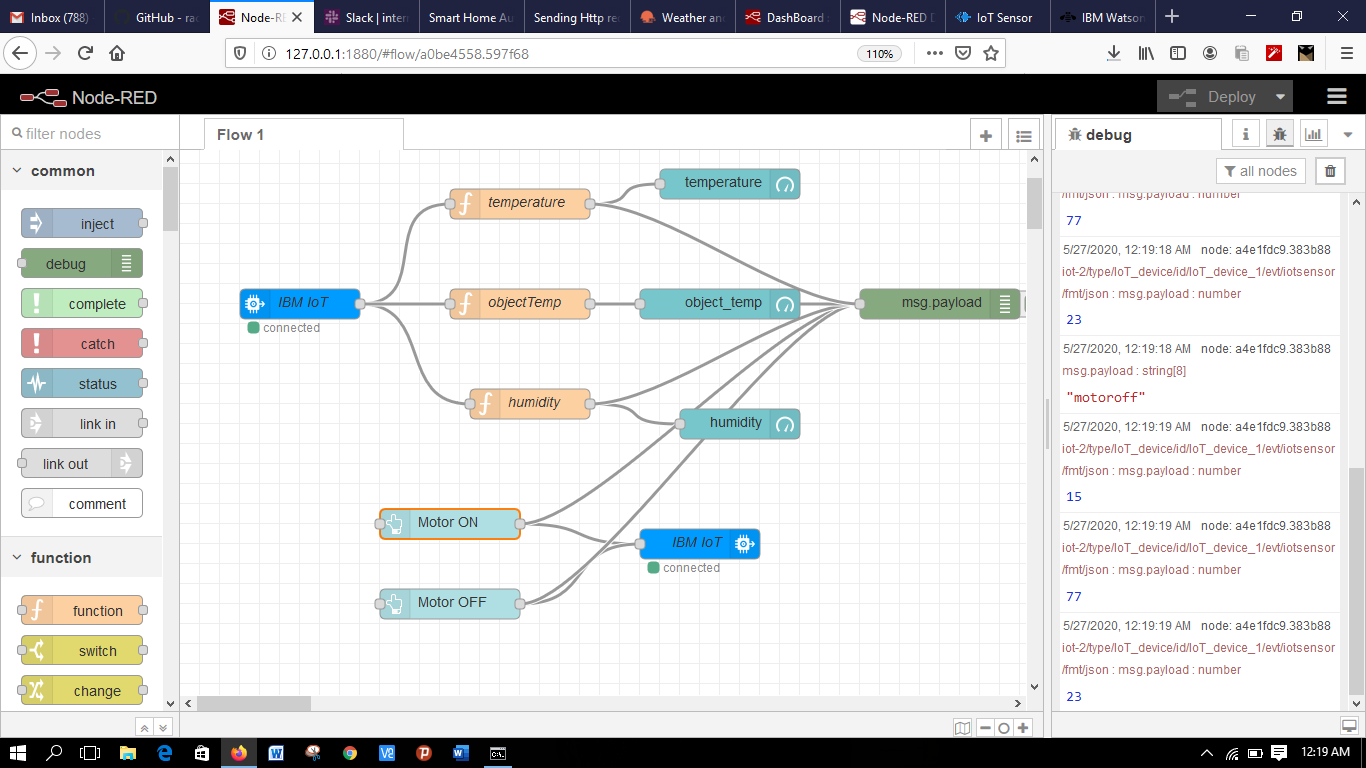 Inbox (788)
GitHub - ra
Node-RED
Slack | inter
Smart Home Au
Sending Http re
Weather an
DashBoard
Node-RED D
IoT Sensor
IBM Watson
127.0.0.1:1880/#flow/a0be4558.597f68
110%
Node-RED
Deploy
filter nodes
common
inject
debug
complete
catch
status
link in
link out
comment
function
function
switch
change
Flow 1
temperature
temperature
IBM IoT
connected
objectTemp
object_temp
msg.payload
humidity
humidity
Motor ON
IBM IoT
connected
Motor OFF
debug
all nodes
/fmt/json : msg.payload : number
77
5/27/2020, 12:19:18 AM node: a4e1fdc9.383b88
iot-2/type/IoT_device/id/IoT_device_1/evt/iotsensor
/fmt/json : msg.payload : number
23
5/27/2020, 12:19:18 AM node: a4e1fdc9.383b88
msg.payload : string[8]
"motoroff"
5/27/2020, 12:19:19 AM node: a4e1fdc9.383b88
iot-2/type/IoT_device/id/IoT_device_1/evt/iotsensor
/fmt/json : msg.payload : number
15
5/27/2020, 12:19:19 AM node: a4e1fdc9.383b88
iot-2/type/IoT_device/id/IoT_device_1/evt/iotsensor
/fmt/json : msg.payload : number
77
5/27/2020, 12:19:19 AM node: a4e1fdc9.383b88
iot-2/type/IoT_device/id/IoT_device_1/evt/iotsensor
/fmt/json : msg.payload : number
23
12:19 AM